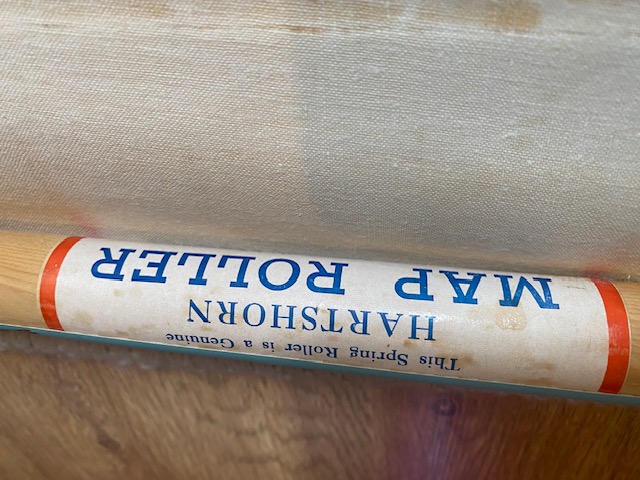 This Spring Roller is a Genuine
HARTSHORN
MAP ROLLER